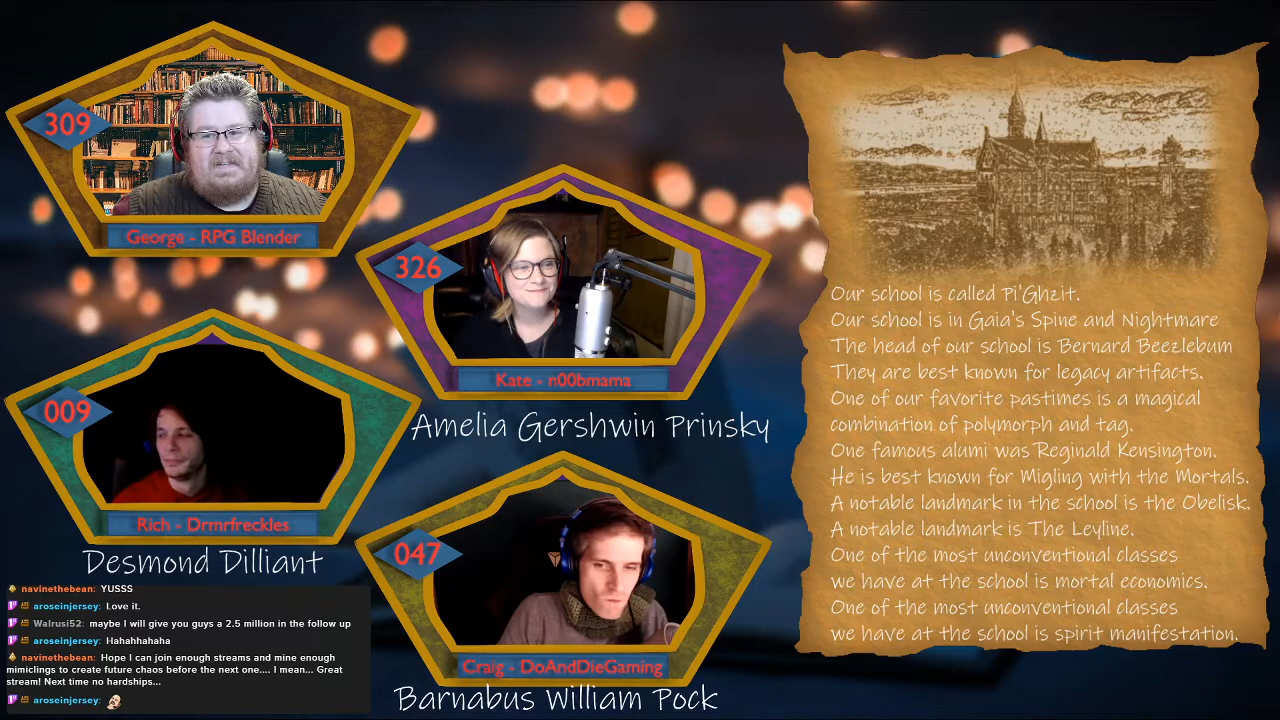 309
George - RPG Blender
326
Kate - n00bmama
Amelia Gershwin Prinsky
009
Rich - Drmrfreckles
Desmond Dilliant
047
Craig - DoAndDieGaming
Barnabus William Pock
navinethebean: YUSSS
aroseinjersey: Love it.
Walrusi52: maybe I will give you guys a 2.5 million in the follow up
aroseinjersey: Hahahhahaha
navinethebean: Hope I can join enough streams and mine enough
mimiclings to create future chaos before the next one.... I mean... Great
stream! Next time no hardships...
aroseinjersey:
Our school is called Pi'Ghzit.
Our school is in Gaia's Spine and Nightmare
The head of our school is Bernard Beezlebum
They are best known for legacy artifacts.
One of our favorite pastimes is a magical
combination of polymorph and tag.
One famous alumi was Reginald Kensington.
He is best known for Migling with the Mortals.
A notable landmark in the school is the Obelisk.
A notable landmark is The Leyline.
One of the most unconventional classes
we have at the school is mortal economics.
One of the most unconventional classes
we have at the school is spirit manifestation.